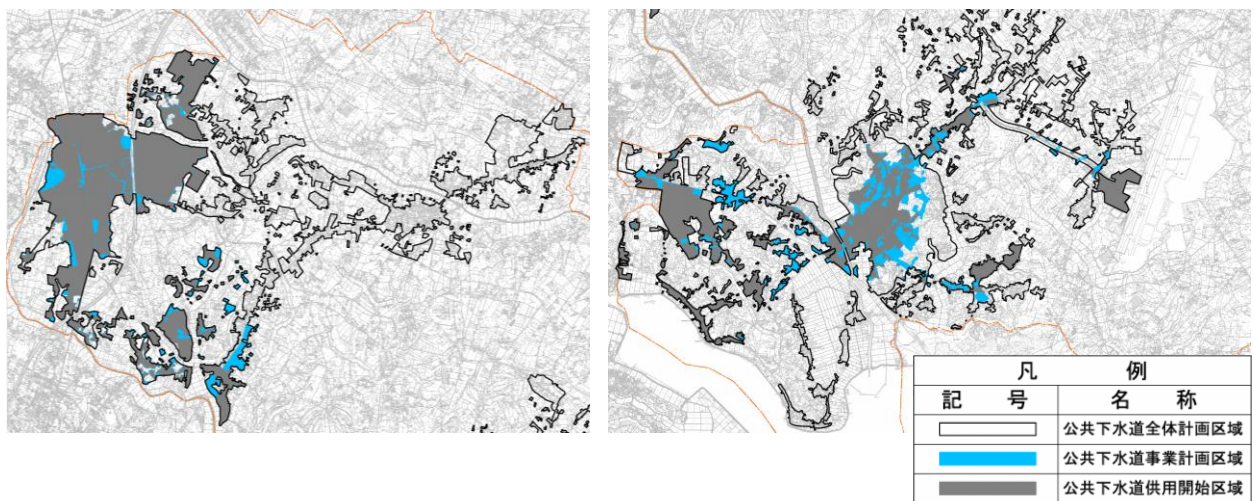 凡 例
記 号 名 称
公共下水道全体計画区域
公共下水道事業計画区域
公共下水道供用開始区域